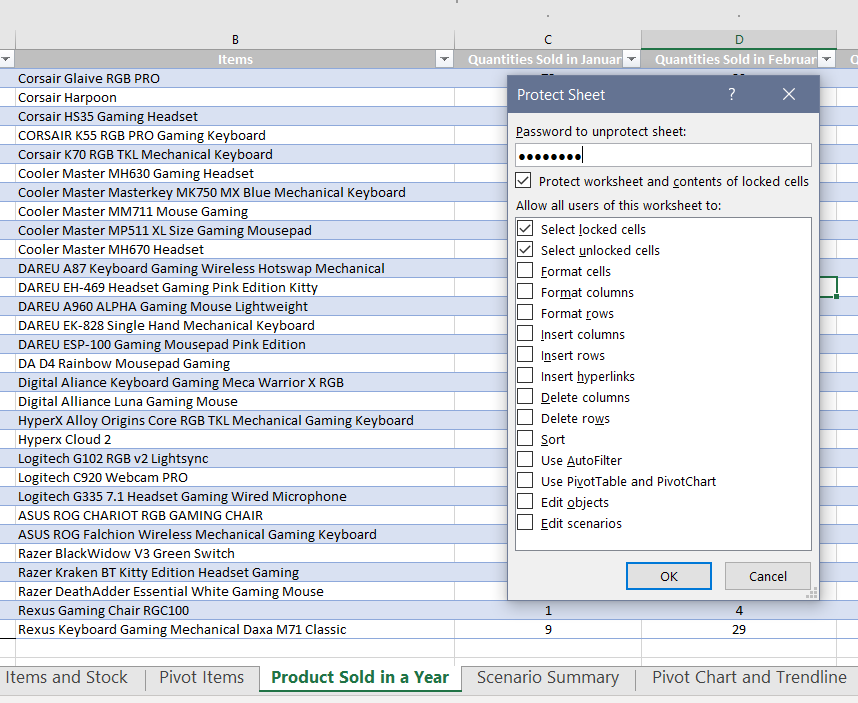 B C D
Items Quantities Sold in Januar Quantities Sold in Februar
Protect Sheet ? ✕
Password to unprotect sheet:
●●●●●●●●
Protect worksheet and contents of locked cells
Allow all users of this worksheet to:
Select locked cells
Select unlocked cells
Format cells
Format columns
Format rows
Insert columns
Insert rows
Insert hyperlinks
Delete columns
Delete rows
Sort
Use AutoFilter
Use PivotTable and PivotChart
Edit objects
Edit scenarios
OK Cancel
Corsair Glaive RGB PRO
Corsair Harpoon
Corsair HS35 Gaming Headset
CORSAIR K55 RGB PRO Gaming Keyboard
Corsair K70 RGB TKL Mechanical Keyboard
Cooler Master MH630 Gaming Headset
Cooler Master Masterkey MK750 MX Blue Mechanical Keyboard
Cooler Master MM711 Mouse Gaming
Cooler Master MP511 XL Size Gaming Mousepad
Cooler Master MH670 Headset
DAREU A87 Keyboard Gaming Wireless Hotswap Mechanical
DAREU EH-469 Headset Gaming Pink Edition Kitty
DAREU A960 ALPHA Gaming Mouse Lightweight
DAREU EK-828 Single Hand Mechanical Keyboard
DAREU ESP-100 Gaming Mousepad Pink Edition
DA D4 Rainbow Mousepad Gaming
Digital Aliance Keyboard Gaming Meca Warrior X RGB
Digital Alliance Luna Gaming Mouse
HyperX Alloy Origins Core RGB TKL Mechanical Gaming Keyboard
Hyperx Cloud 2
Logitech G102 RGB v2 Lightsync
Logitech C920 Webcam PRO
Logitech G335 7.1 Headset Gaming Wired Microphone
ASUS ROG CHARIOT RGB GAMING CHAIR
ASUS ROG Falchion Wireless Mechanical Gaming Keyboard
Razer BlackWidow V3 Green Switch
Razer Kraken BT Kitty Edition Headset Gaming
Razer DeathAdder Essential White Gaming Mouse
Rexus Gaming Chair RGC100 1 4
Rexus Keyboard Gaming Mechanical Daxa M71 Classic 9 29
Items and Stock Pivot Items Product Sold in a Year Scenario Summary Pivot Chart and Trendline